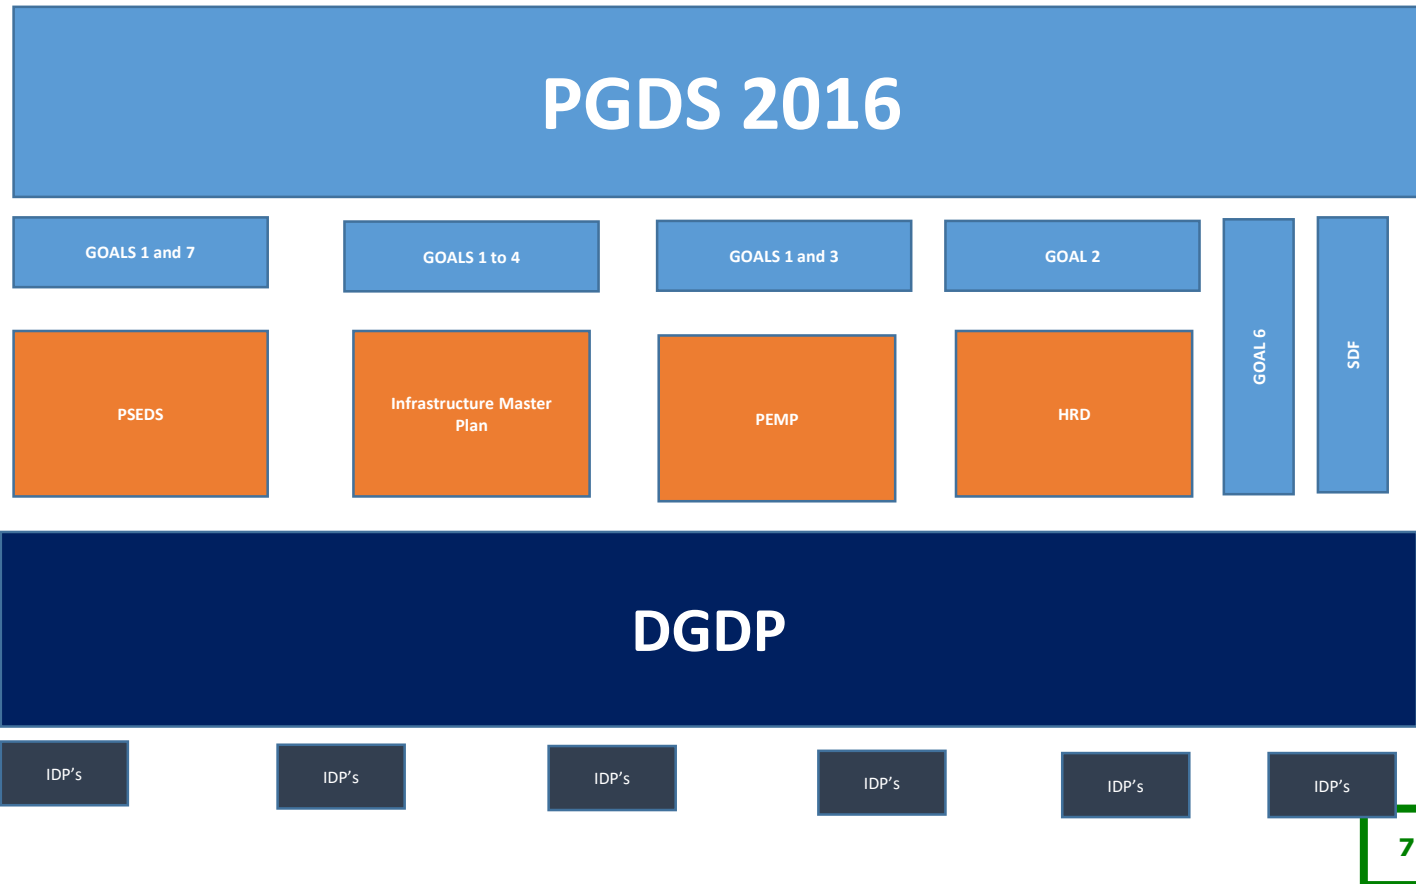 PGDS 2016
GOALS 1 and 7
GOALS 1 to 4
GOALS 1 and 3
GOAL 2
GOAL 6
SDF
PSEDS
Infrastructure Master
Plan
PEMP
HRD
DGDP
IDP’s
IDP’s
IDP’s
IDP’s
IDP’s
IDP’s
7